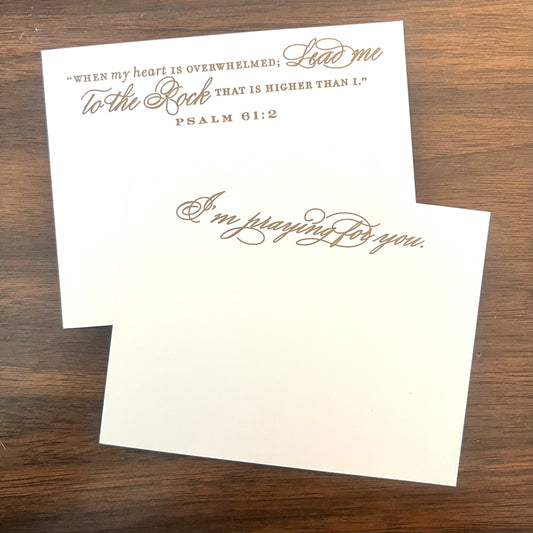 “WHEN my heart IS OVERWHELMED; Lead me
To the Rock THAT IS HIGHER THAN I.”
PSALM 61:2
I'm praying for you.